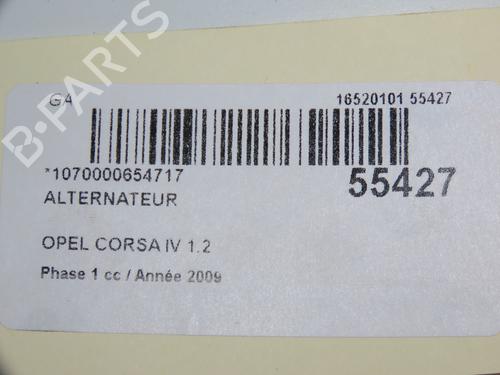 G4
16520101 55427
*1070000654717
55427
ALTERNATEUR
OPEL CORSA IV 1.2
Phase 1 cc / Année 2009
B-PARTS